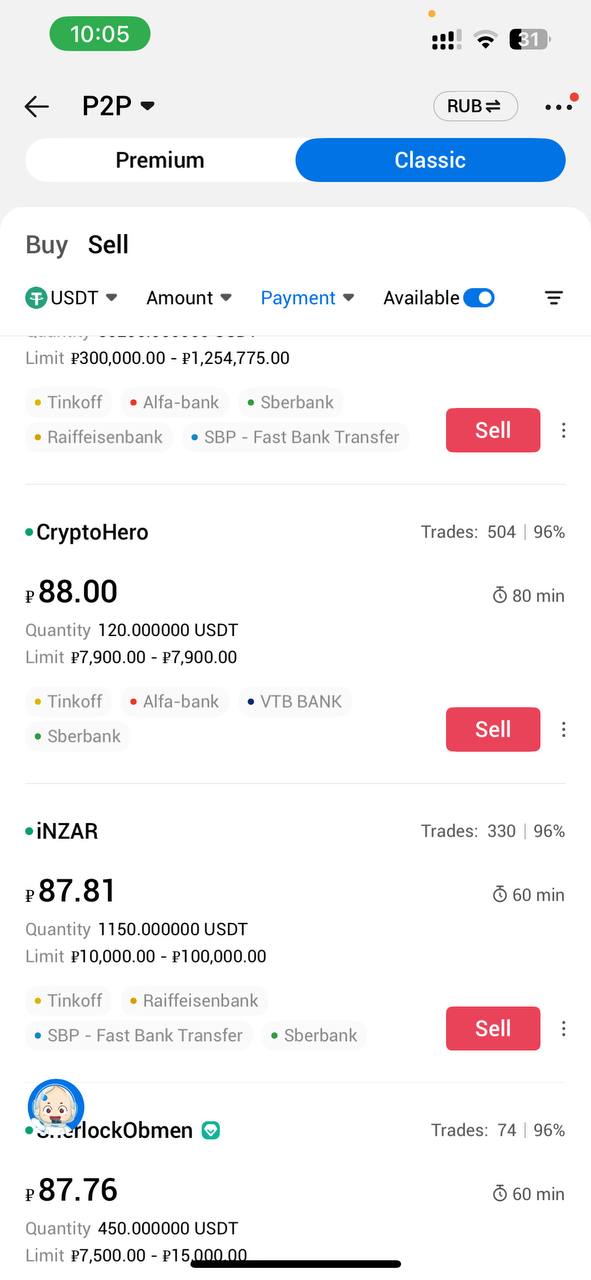 10:05
31
P2P
RUB
Premium
Classic
Buy Sell
USDT Amount Payment Available
Limit ₽300,000.00 - ₽1,254,775.00
Tinkoff Alfa-bank Sberbank
Raiffeisenbank SBP - Fast Bank Transfer
Sell
CryptoHero Trades: 504 | 96%
₽ 88.00 80 min
Quantity 120.000000 USDT
Limit ₽7,900.00 - ₽7,900.00
Tinkoff Alfa-bank VTB BANK
Sberbank
Sell
iNZAR Trades: 330 | 96%
₽ 87.81 60 min
Quantity 1150.000000 USDT
Limit ₽10,000.00 - ₽100,000.00
Tinkoff Raiffeisenbank
SBP - Fast Bank Transfer Sberbank
Sell
SherlockObmen Trades: 74 | 96%
₽ 87.76 60 min
Quantity 450.000000 USDT
Limit ₽7,500.00 - ₽15,000.00